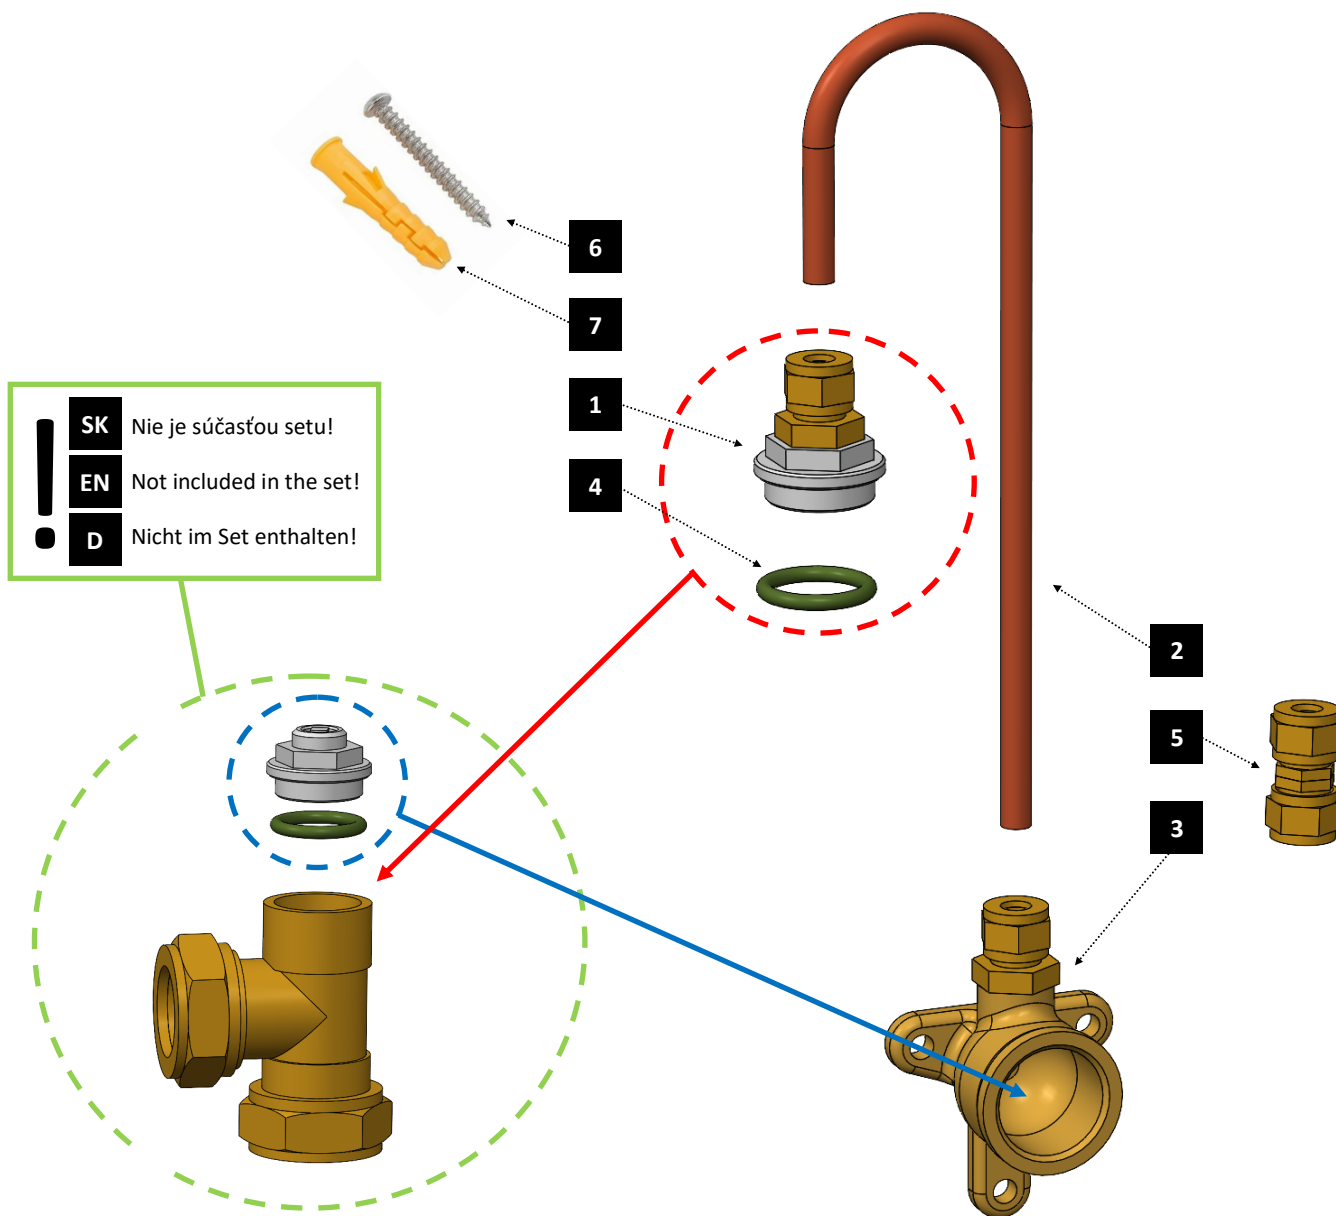 6
7
1
4
SK Nie je súčasťou setu!
EN Not included in the set!
D Nicht im Set enthalten!
2
5
3